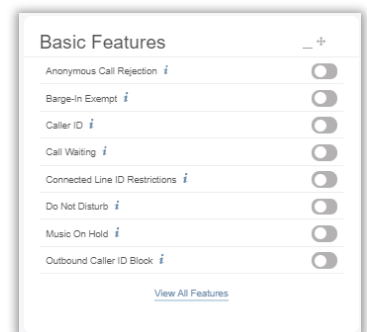 Basic Features
Anonymous Call Rejection i
Barge-In Exempt i
Caller ID i
Call Waiting i
Connected Line ID Restrictions i
Do Not Disturb i
Music On Hold i
Outbound Caller ID Block i
View All Features